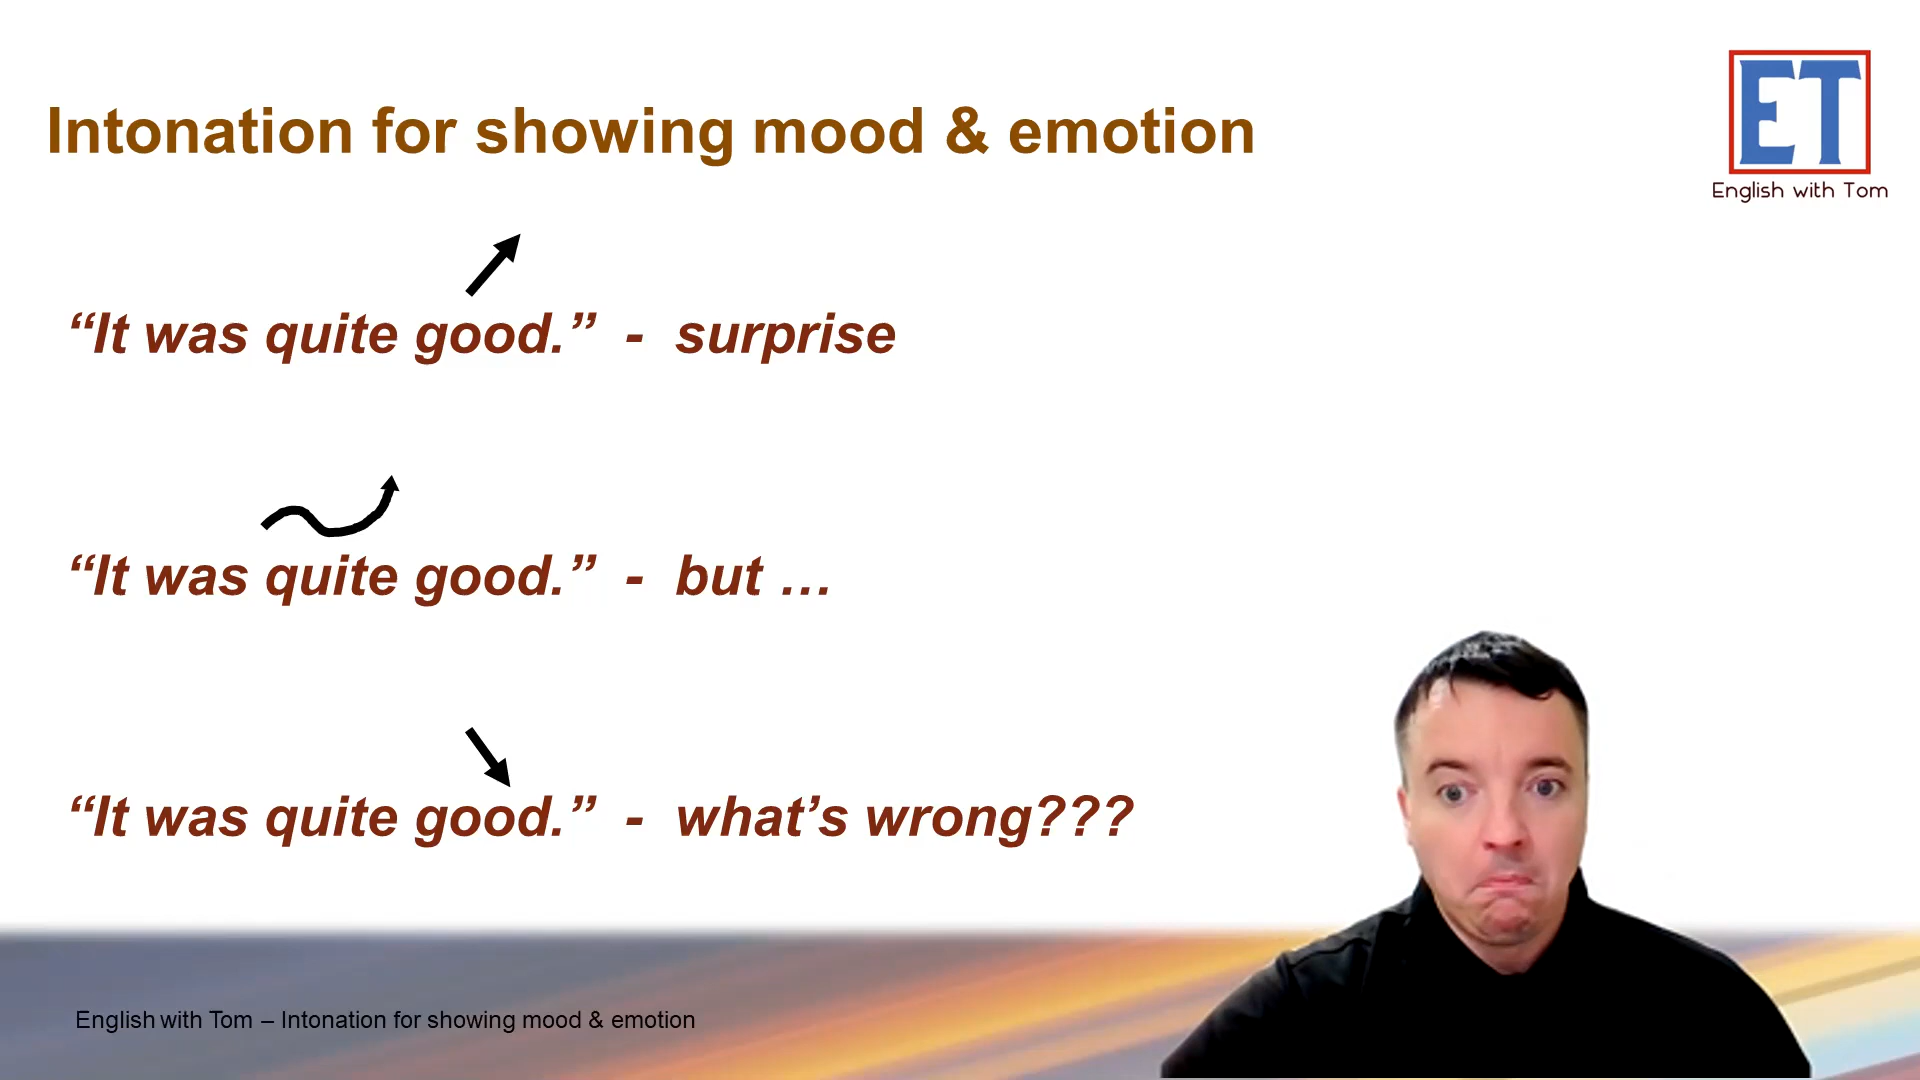 ET
English with Tom
Intonation for showing mood & emotion
“It was quite good.” - surprise
“It was quite good.” - but …
“It was quite good.” - what’s wrong???
English with Tom – Intonation for showing mood & emotion